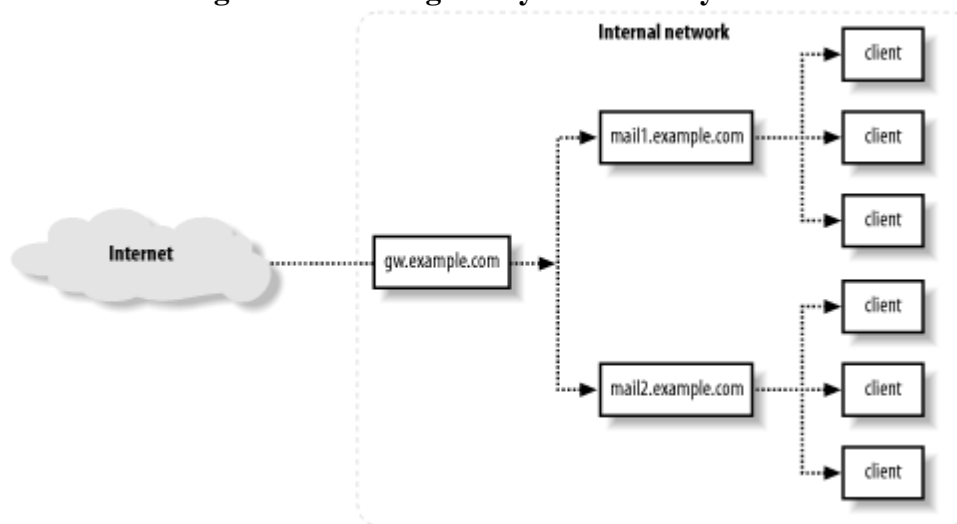 Internal network
client
mail1.example.com
client
client
Internet
gw.example.com
client
mail2.example.com
client
client